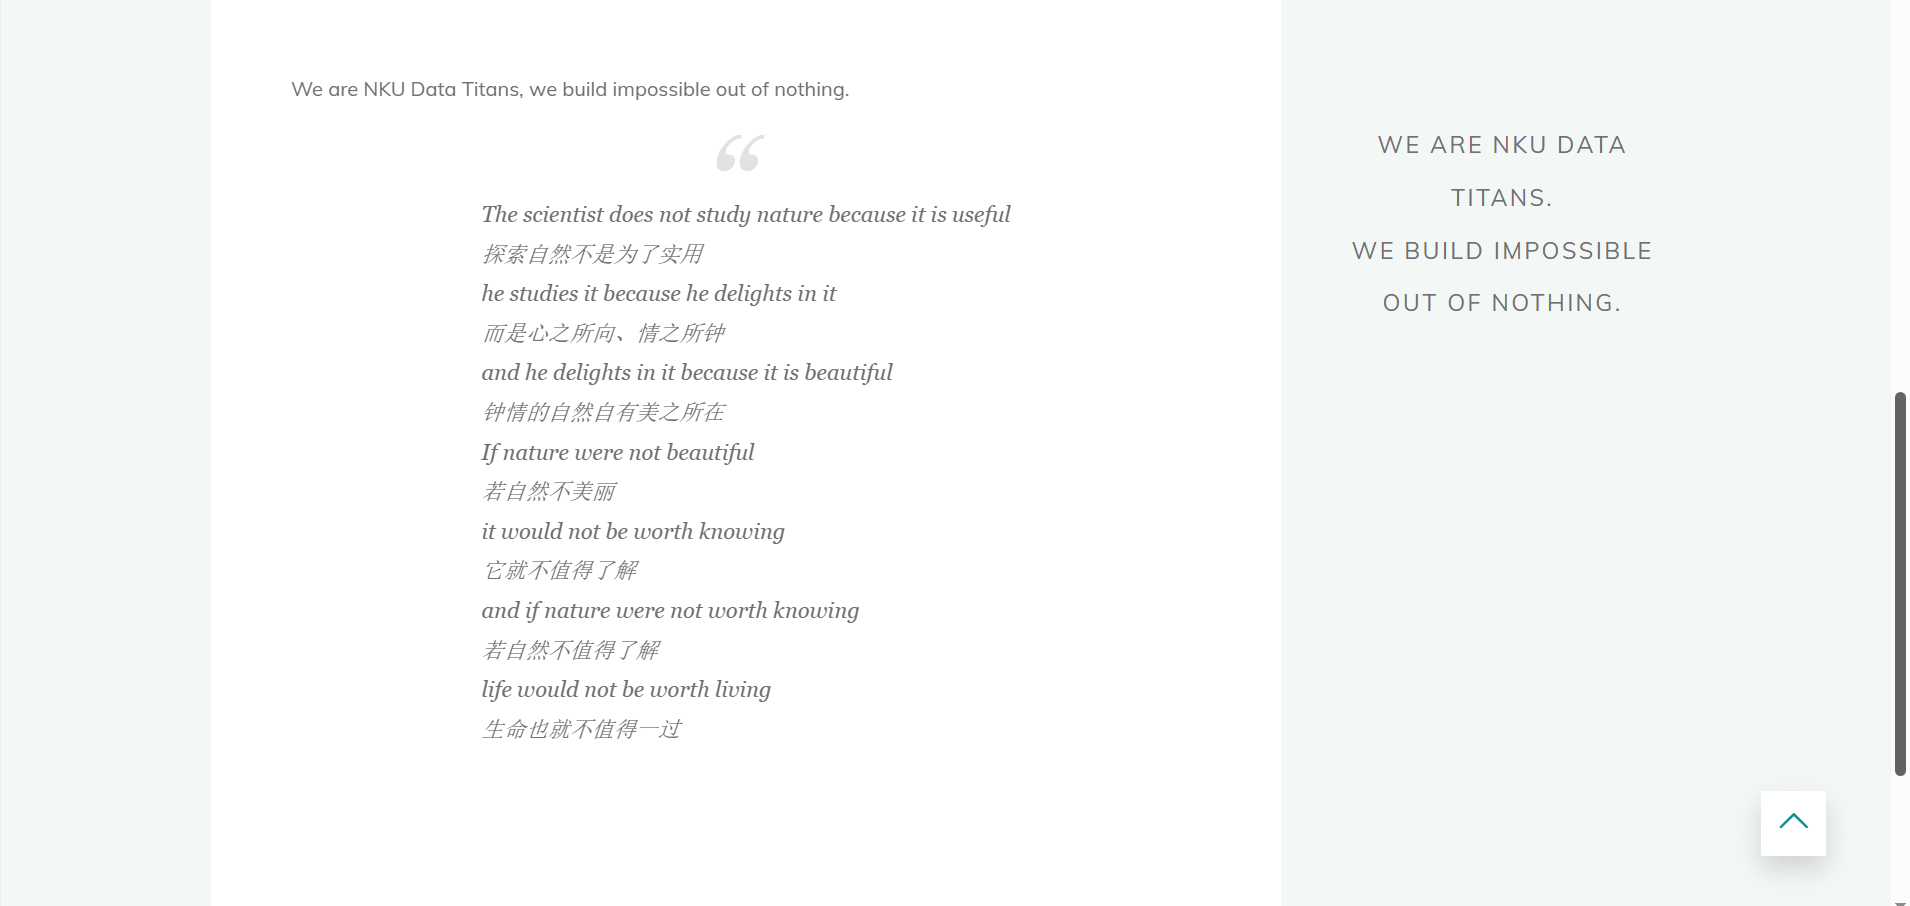 We are NKU Data Titans, we build impossible out of nothing.
“
The scientist does not study nature because it is useful
探索自然不是为了实用
he studies it because he delights in it
而是心之所向、情之所钟
and he delights in it because it is beautiful
钟情的自然自有美之所在
If nature were not beautiful
若自然不美丽
it would not be worth knowing
它就不值得了解
and if nature were not worth knowing
若自然不值得了解
life would not be worth living
生命也就不值得一过
WE ARE NKU DATA
TITANS.
WE BUILD IMPOSSIBLE
OUT OF NOTHING.